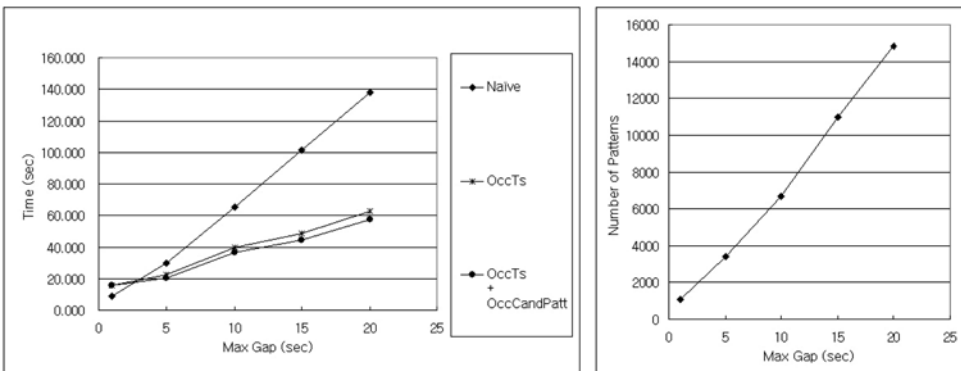 160.000
140.000
120.000
100.000
80.000
60.000
40.000
20.000
0.000
Time (sec)
0 5 10 15 20 25
Max Gap (sec)
Naïve
OccTs
OccTs
+
OccCandPatt
16000
14000
12000
10000
8000
6000
4000
2000
0
Number of Patterns
0 5 10 15 20 25
Max Gap (sec)